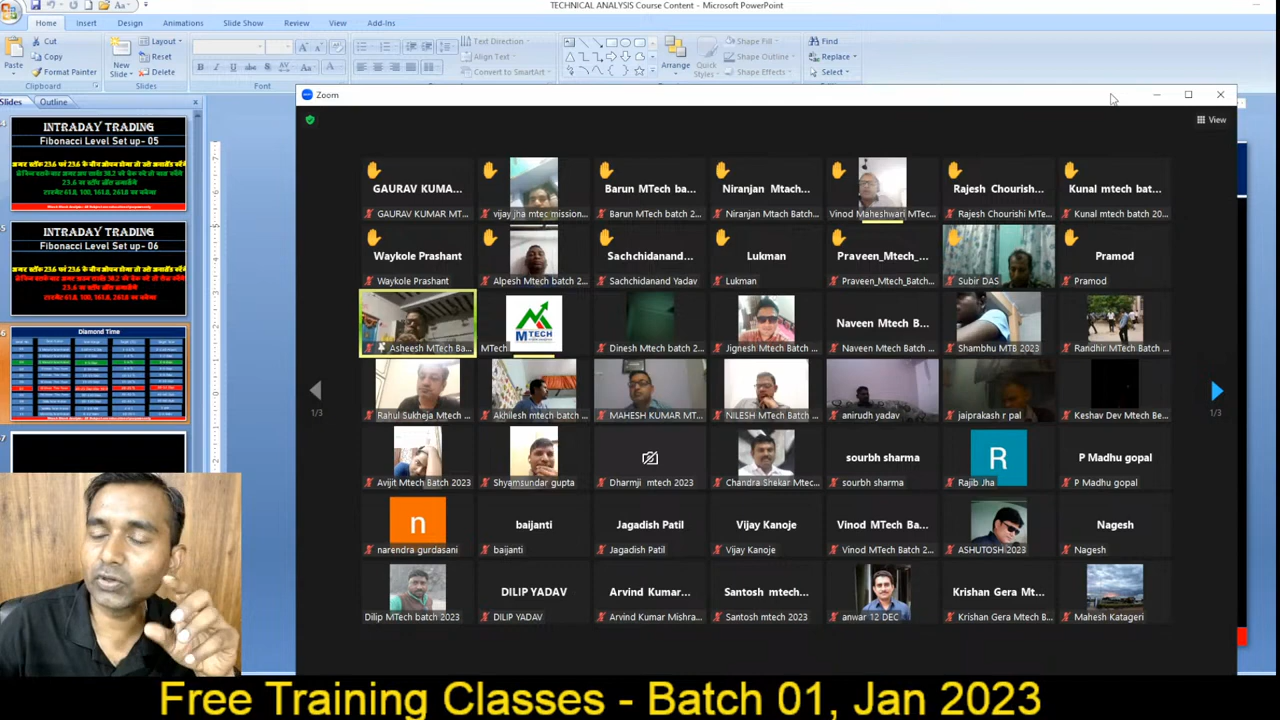 TECHNICAL ANALYSIS Course Content - Microsoft PowerPoint
Home Insert Design Animations Slide Show Review View Add-Ins
Cut
Copy
Format Painter
Paste
Clipboard
New
Slide
Layout
Reset
Delete
Slides
Font
Text Direction
Align Text
Convert to SmartArt
Arrange
Quick
Styles
Shape Fill
Shape Outline
Shape Effects
Find
Replace
Select
Slides Outline
INTRADAY TRADING
Fibonacci Level Set up- 05
INTRADAY TRADING
Fibonacci Level Set up- 06
Diamond Time
Zoom
View
GAURAV KUMA...
GAURAV KUMAR MT...
vijay jha mtec mission...
Barun MTech ba...
Barun MTech batch 2...
Niranjan Mtach...
Niranjan Mtach Batch...
Vinod Maheshwari MTec...
Rajesh Chourish...
Rajesh Chourishi MTe...
Kunal mtech bat...
Kunal mtech batch 20...
Waykole Prashant
Waykole Prashant
Alpesh Mtech batch 2...
Sachchidanand...
Sachchidanand Yadav
Lukman
Lukman
Praveen_Mtech_...
Praveen_Mtech_Batch...
Subir DAS
Pramod
Pramod
Asheesh MTech Ba...
MTECH
MTech
Dinesh Mtech batch 2...
Jignesh Mtech Batch...
Naveen Mtech B...
Naveen Mtech Batch...
Shambhu MTB 2023
Randhir MTech Batch...
1/3
1/3
Rahul Sukheja Mtech ...
Akhilesh mtech batch ...
MAHESH KUMAR MT...
NILESH MTech Batch ...
anirudh yadav
jaiprakash r pal
Keshav Dev Mtech Be...
Avijit MTech Batch 2023
Shyamsundar gupta
Dharmji mtech 2023
Chandra Shekar Mtec...
sourbh sharma
sourbh sharma
R
Rajib Jha
P Madhu gopal
P Madhu gopal
n
narendra gurdasani
baijanti
baijanti
Jagadish Patil
Jagadish Patil
Vijay Kanoje
Vijay Kanoje
Vinod MTech Ba...
Vinod MTech Batch 2...
ASHUTOSH 2023
Nagesh
Nagesh
Dilip MTech batch 2023
DILIP YADAV
DILIP YADAV
Arvind Kumar...
Arvind Kumar Mishra...
Santosh mtech...
Santosh mtech 2023
anwar 12 DEC
Krishan Gera Mt...
Krishan Gera Mtech B...
Mahesh Katageri
Free Training Classes - Batch 01, Jan 2023